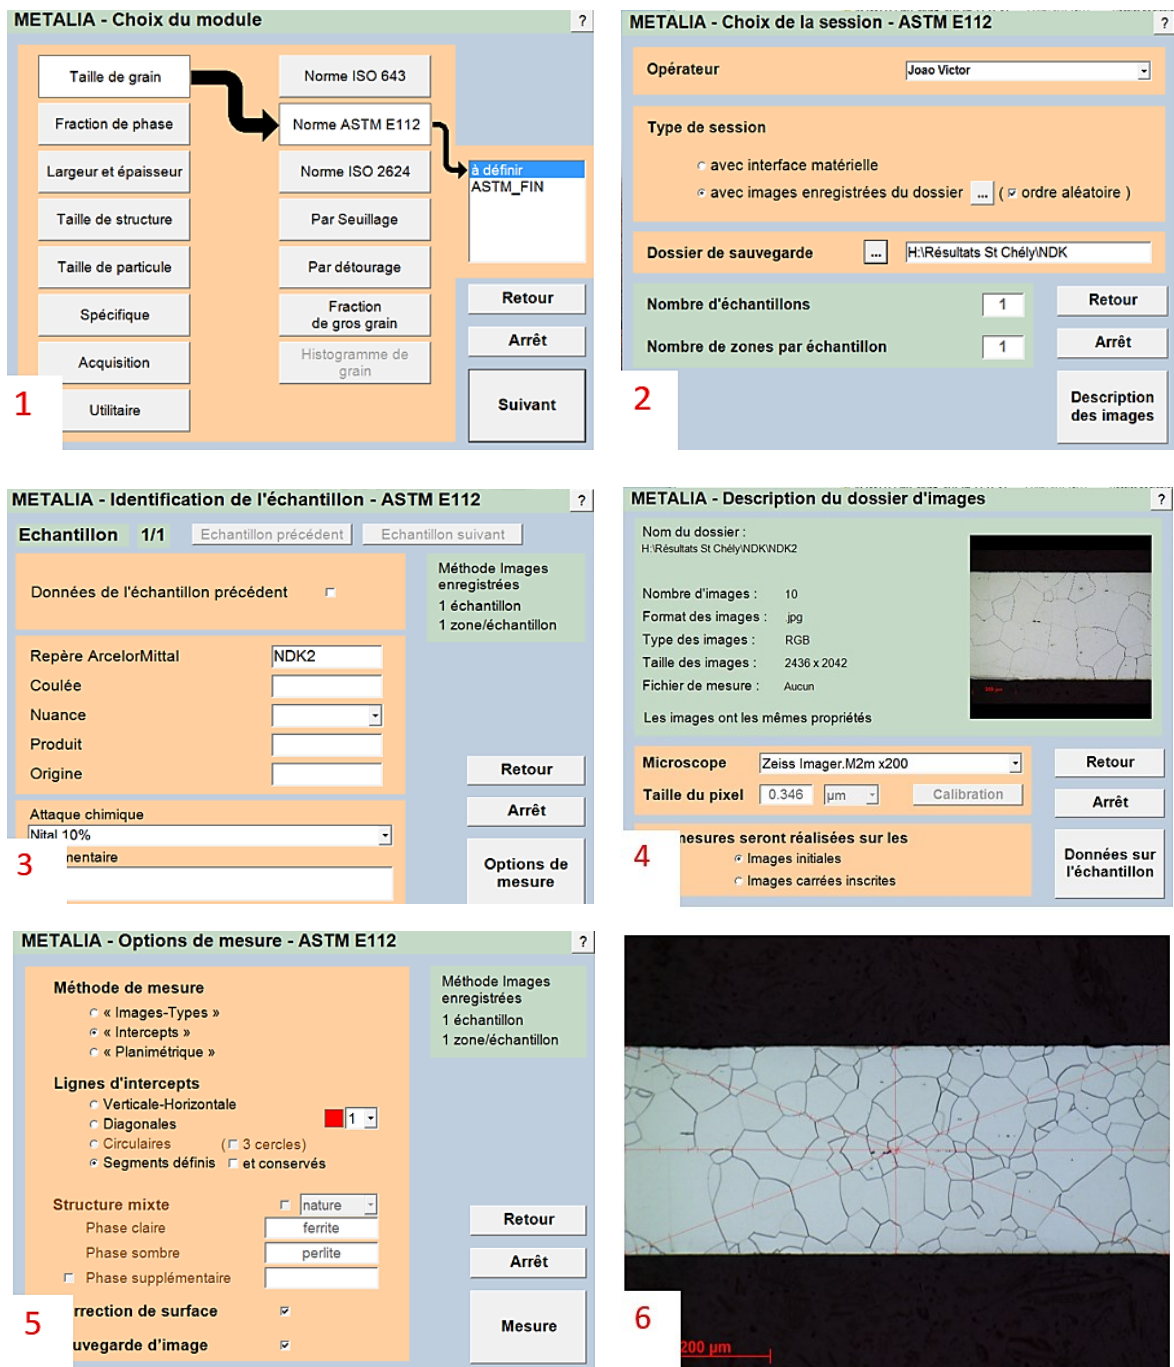 METALIA - Choix du module
?
Taille de grain
Fraction de phase
Largeur et épaisseur
Taille de structure
Taille de particule
Spécifique
Acquisition
Utilitaire
Norme ISO 643
Norme ASTM E112
Norme ISO 2624
Par Seuillage
Par détourage
Fraction
de gros grain
Histogramme de
grain
à définir
ASTM_FIN
Retour
Arrêt
Suivant
1
METALIA - Choix de la session - ASTM E112
?
Opérateur
Joao Victor
Type de session
avec interface matérielle
avec images enregistrées du dossier ... ( ordre aléatoire )
Dossier de sauvegarde ... H:\Résultats St Chély\NDK
Nombre d'échantillons 1
Nombre de zones par échantillon 1
Retour
Arrêt
Description
des images
2
METALIA - Identification de l'échantillon - ASTM E112
?
Echantillon 1/1 Echantillon précédent Echantillon suivant
Données de l'échantillon précédent
Méthode Images
enregistrées
1 échantillon
1 zone/échantillon
Repère ArcelorMittal NDK2
Coulée
Nuance
Produit
Origine
Attaque chimique
Nital 10%
mentaire
Retour
Arrêt
Options de
mesure
3
METALIA - Description du dossier d'images
?
Nom du dossier :
H:\Résultats St Chély\NDK\NDK2
Nombre d'images : 10
Format des images : jpg
Type des images : RGB
Taille des images : 2436 x 2042
Fichier de mesure : Aucun
Les images ont les mêmes propriétés
Microscope Zeiss Imager.M2m x200
Taille du pixel 0.346 µm Calibration
mesures seront réalisées sur les
Images initiales
Images carrées inscrites
Retour
Arrêt
Données sur
l'échantillon
4
METALIA - Options de mesure - ASTM E112
?
Méthode de mesure
« Images-Types »
« Intercepts »
« Planimétrique »
Lignes d'intercepts
Verticale-Horizontale
Diagonales
1
Circulaires ( 3 cercles)
Segments définis et conservés
Structure mixte nature
Phase claire ferrite
Phase sombre perlite
Phase supplémentaire
rrection de surface
uvegarde d'image
Méthode Images
enregistrées
1 échantillon
1 zone/échantillon
Retour
Arrêt
Mesure
5
6
200 µm